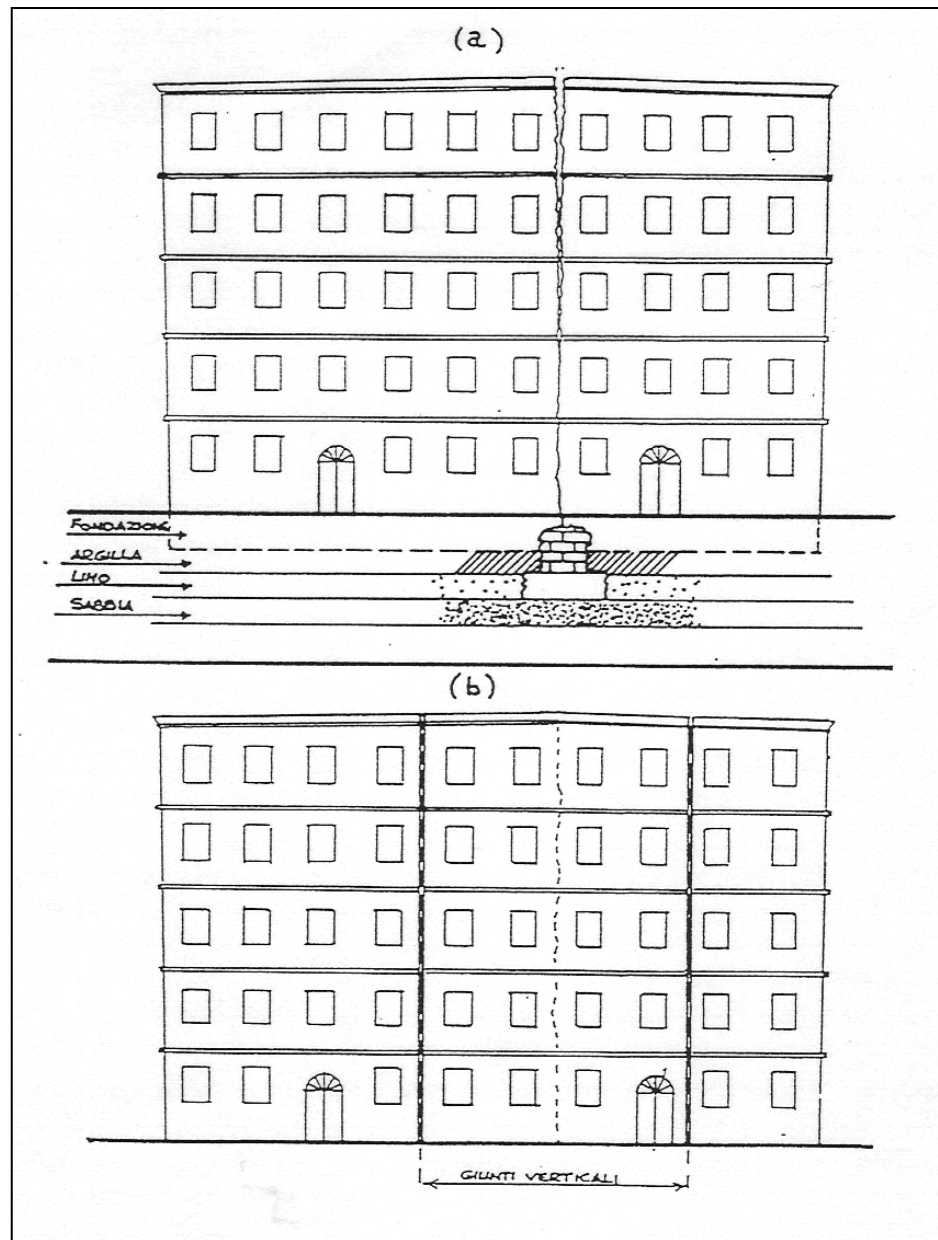 (a)
FONDAZIONI
ARGILLA
LIMO
SABBIA
(b)
GIUNTI VERTICALI